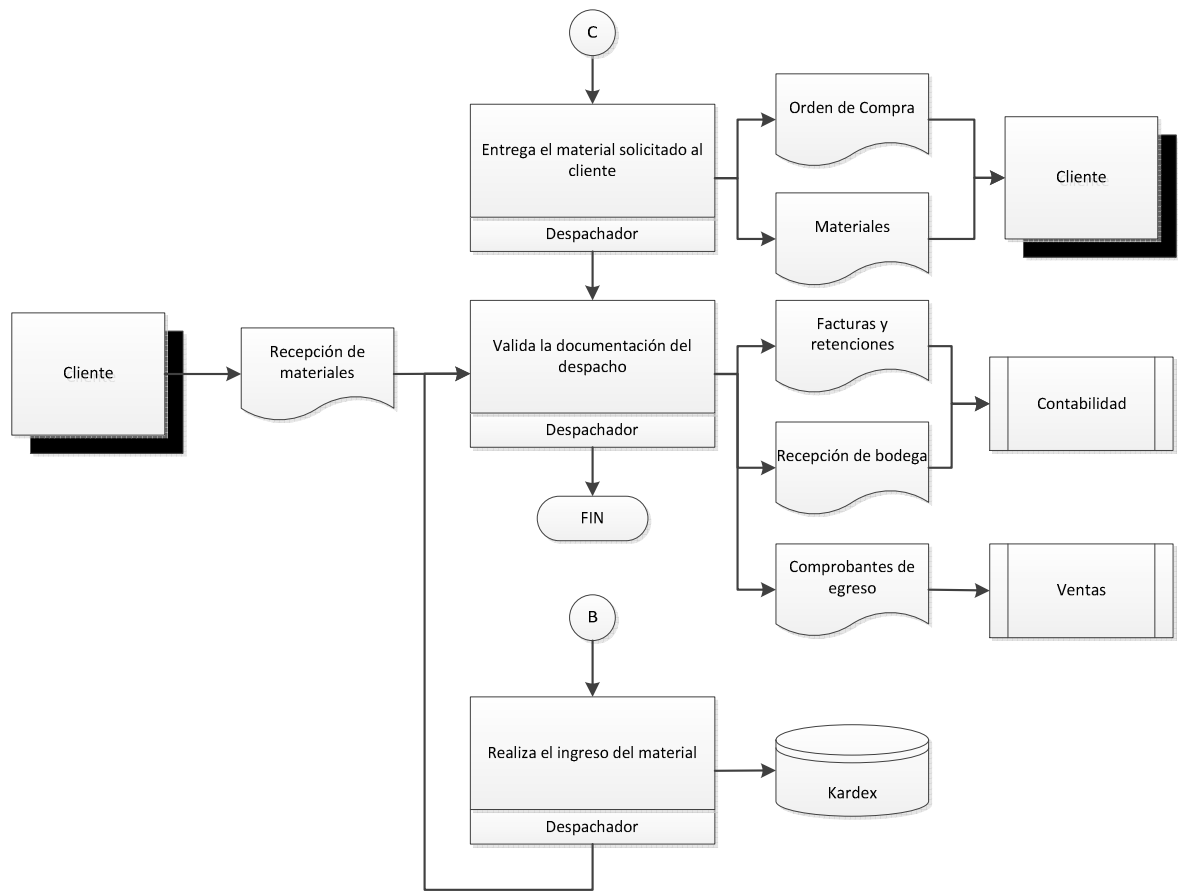 C
Entrega el material solicitado al
cliente
Despachador
Orden de Compra
Materiales
Cliente
Cliente
Recepción de
materiales
Valida la documentación del
despacho
Despachador
Facturas y
retenciones
Recepción de bodega
Contabilidad
FIN
Comprobantes de
egreso
Ventas
B
Realiza el ingreso del material
Despachador
Kardex